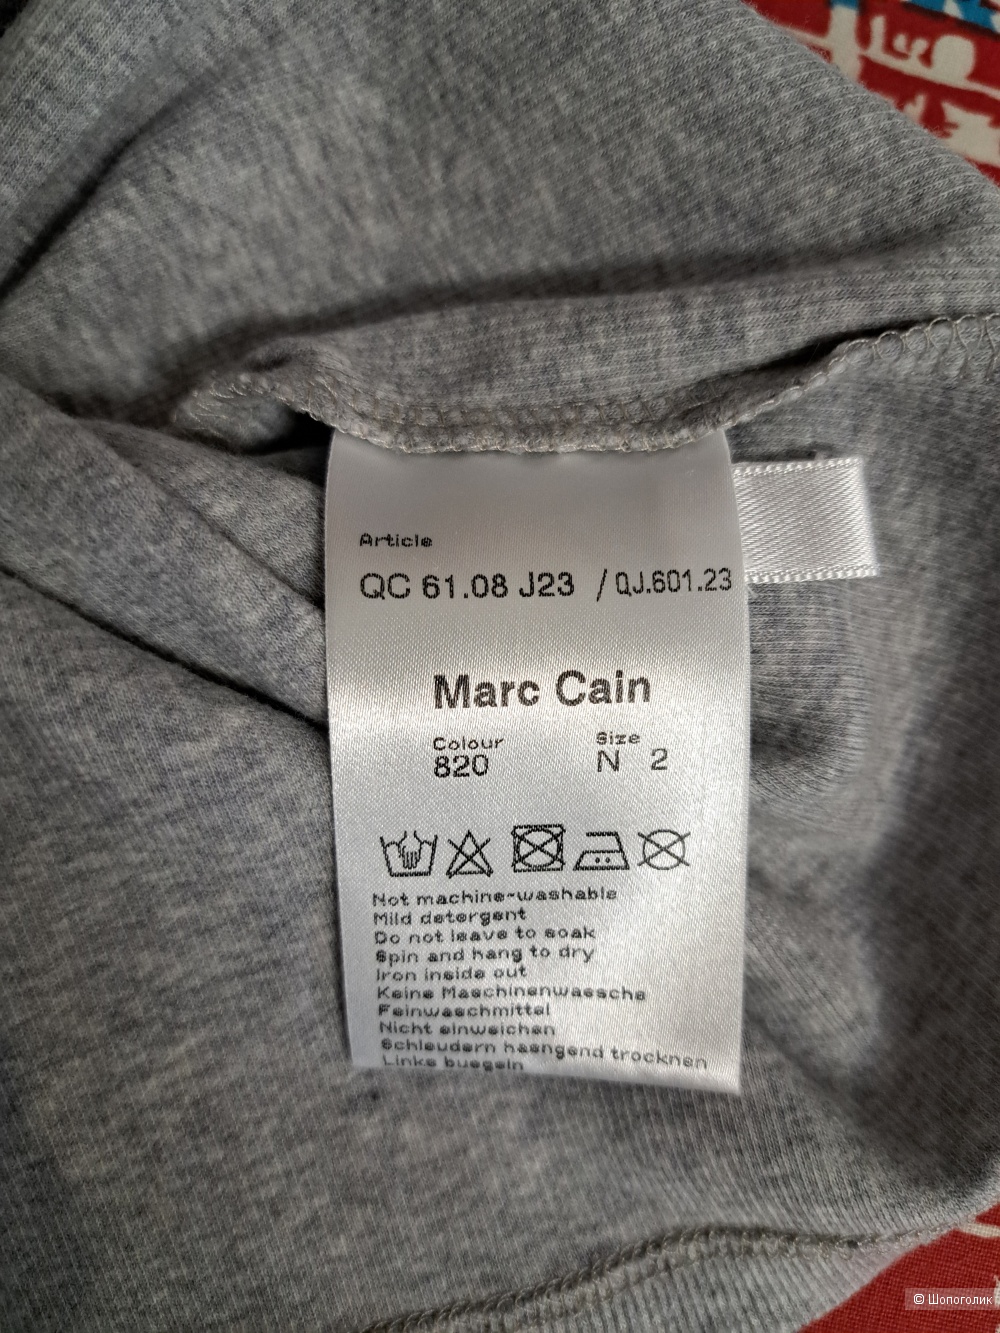 Article
QC 61.08 J23 / QJ.601.23
Marc Cain
Colour Size
820 N 2
Not machine-washable
Mild detergent
Do not leave to soak
Spin and hang to dry
Iron inside out
Keine Maschinenwaesche
Feinwaschmittel
Nicht einweichen
Schleudern haengend trocknen
Links buegeln
© Шопоголик